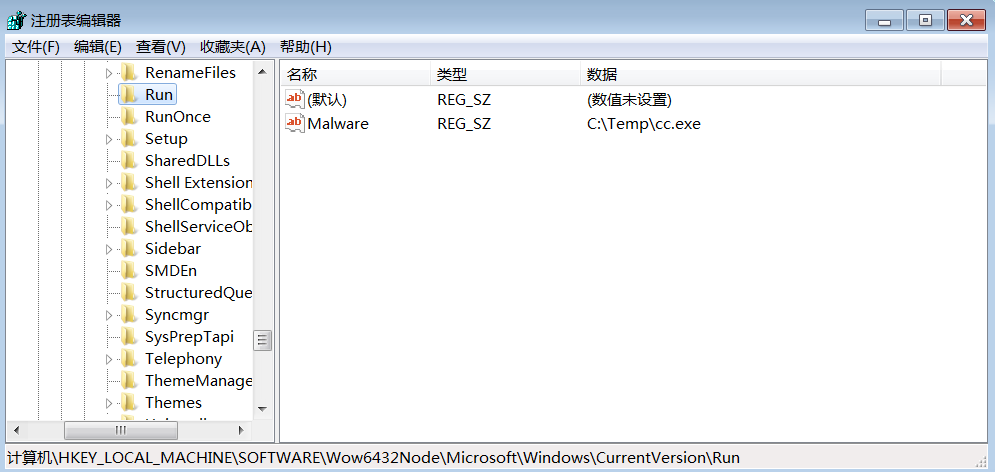 注册表编辑器
文件(F) 编辑(E) 查看(V) 收藏夹(A) 帮助(H)
RenameFiles
Run
RunOnce
Setup
SharedDLLs
Shell Extension
ShellCompatib
ShellServiceOb
Sidebar
SMDEn
StructuredQue
Syncmgr
SysPrepTapi
Telephony
ThemeManage
Themes
名称 类型 数据
(默认) REG_SZ (数值未设置)
Malware REG_SZ C:\Temp\cc.exe
计算机\HKEY_LOCAL_MACHINE\SOFTWARE\Wow6432Node\Microsoft\Windows\CurrentVersion\Run